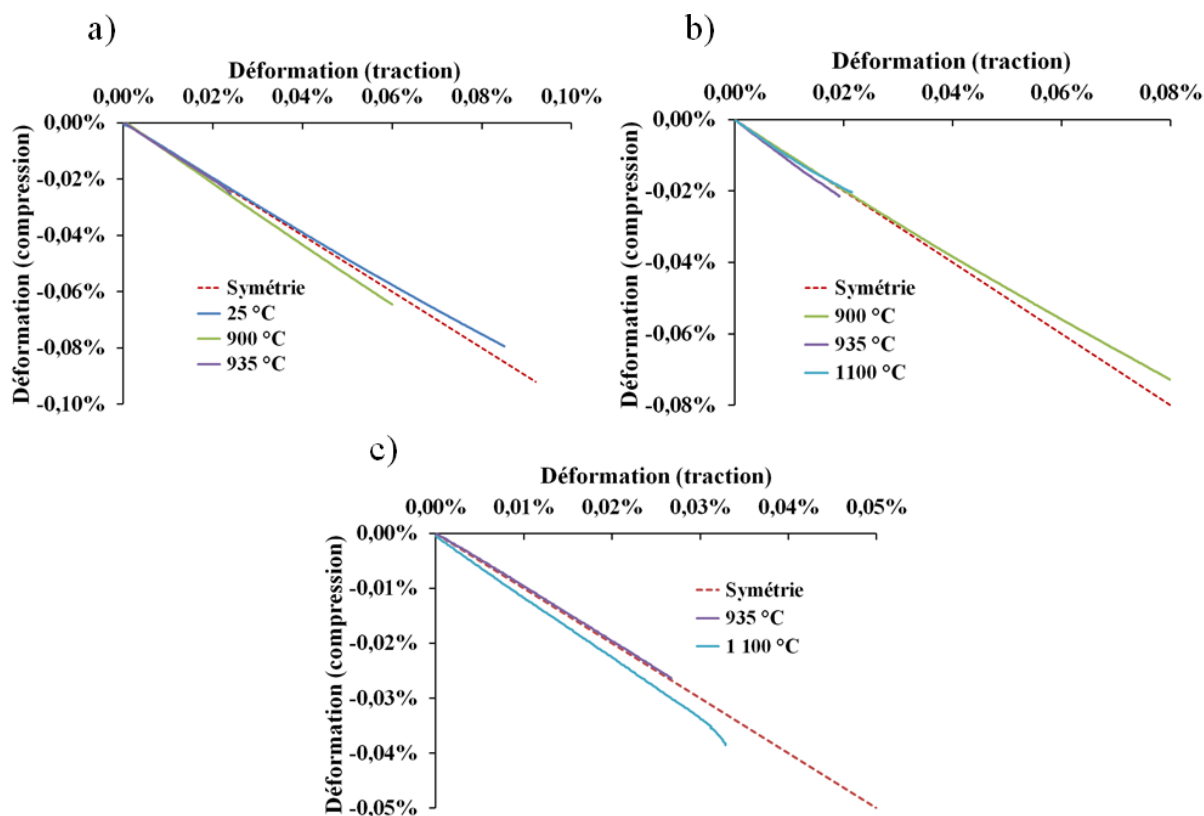 a)
Déformation (traction)
0,00% 0,02% 0,04% 0,06% 0,08% 0,10%
Déformation (compression)
0,00%
-0,02%
-0,04%
-0,06%
-0,08%
-0,10%
Symétrie
25 °C
900 °C
935 °C
b)
Déformation (traction)
0,00% 0,02% 0,04% 0,06% 0,08%
Déformation (compression)
0,00%
-0,02%
-0,04%
-0,06%
-0,08%
Symétrie
900 °C
935 °C
1100 °C
c)
Déformation (traction)
0,00% 0,01% 0,02% 0,03% 0,04% 0,05%
Déformation (compression)
0,00%
-0,01%
-0,02%
-0,03%
-0,04%
-0,05%
Symétrie
935 °C
1 100 °C